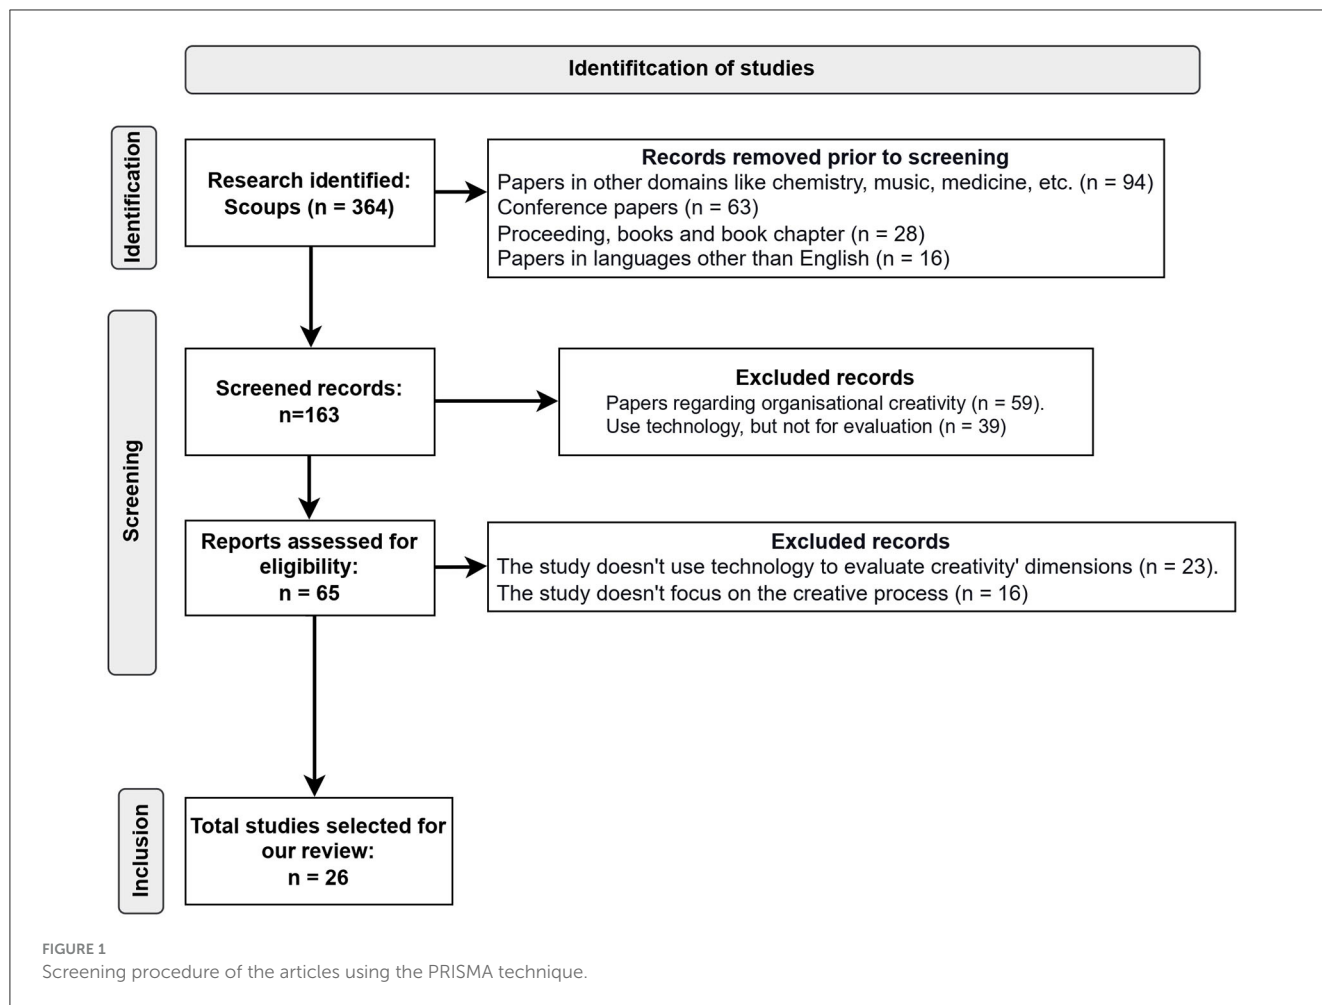 Identifitcation of studies
Identification
Research identified:
Scoups (n = 364)
Records removed prior to screening
Papers in other domains like chemistry, music, medicine, etc. (n = 94)
Conference papers (n = 63)
Proceeding, books and book chapter (n = 28)
Papers in languages other than English (n = 16)
Screening
Screened records:
n=163
Excluded records
Papers regarding organisational creativity (n = 59).
Use technology, but not for evaluation (n = 39)
Reports assessed for
eligibility:
n = 65
Excluded records
The study doesn't use technology to evaluate creativity' dimensions (n = 23).
The study doesn't focus on the creative process (n = 16)
Inclusion
Total studies selected for
our review:
n = 26
FIGURE 1
Screening procedure of the articles using the PRISMA technique.